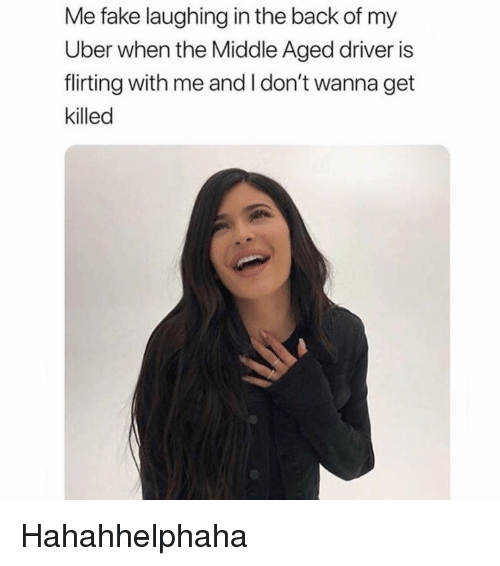 Me fake laughing in the back of my
Uber when the Middle Aged driver is
flirting with me and I don't wanna get
killed
Hahahhelphaha